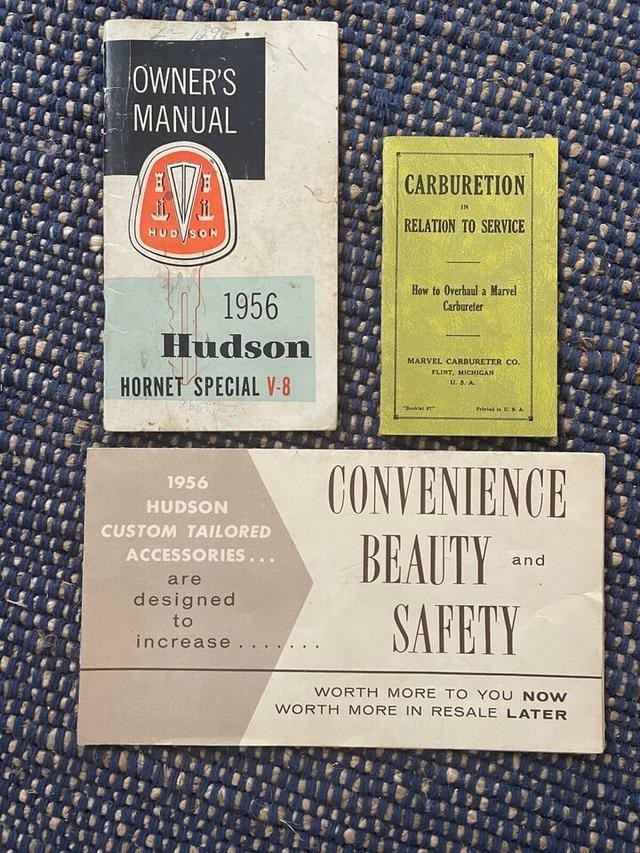 OWNER'S
MANUAL
HUDSON
1956
Hudson
HORNET SPECIAL V-8
CARBURETION
IN
RELATION TO SERVICE
How to Overhaul a Marvel
Carbureter
MARVEL CARBURETER CO.
FLINT, MICHIGAN
U. S. A.
"Booklet 87" Printed in U. S. A.
1956
HUDSON
CUSTOM TAILORED
ACCESSORIES...
are
designed
to
increase.......
CONVENIENCE
BEAUTY and
SAFETY
WORTH MORE TO YOU NOW
WORTH MORE IN RESALE LATER